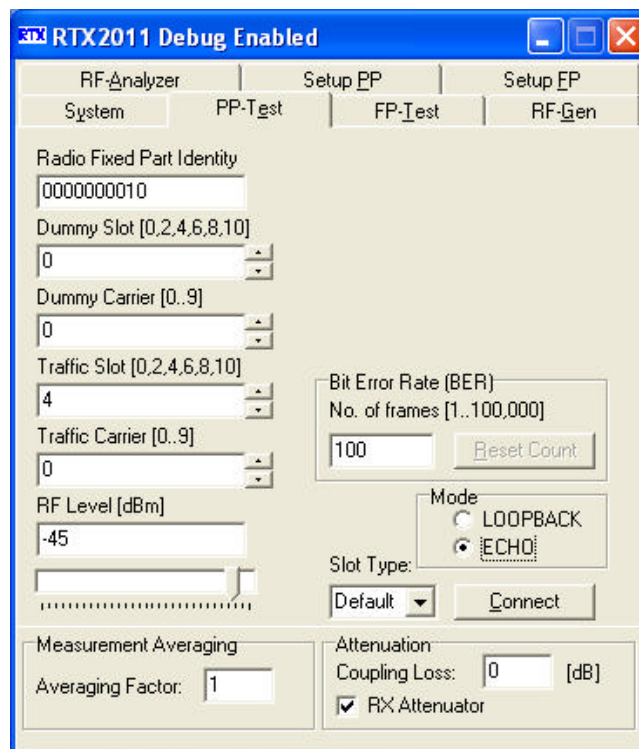 RTX RTX2011 Debug Enabled
RF-Analyzer Setup PP Setup FP
System PP-Test FP-Test RF-Gen
Radio Fixed Part Identity
0000000010
Dummy Slot [0,2,4,6,8,10]
0
Dummy Carrier [0..9]
0
Traffic Slot [0,2,4,6,8,10]
4
Traffic Carrier [0..9]
0
RF Level [dBm]
-45
Bit Error Rate (BER)
No. of frames [1..100,000]
100 Reset Count
Mode
LOOPBACK
ECHO
Slot Type:
Default Connect
Measurement Averaging
Averaging Factor: 1
Attenuation
Coupling Loss: 0 [dB]
RX Attenuator